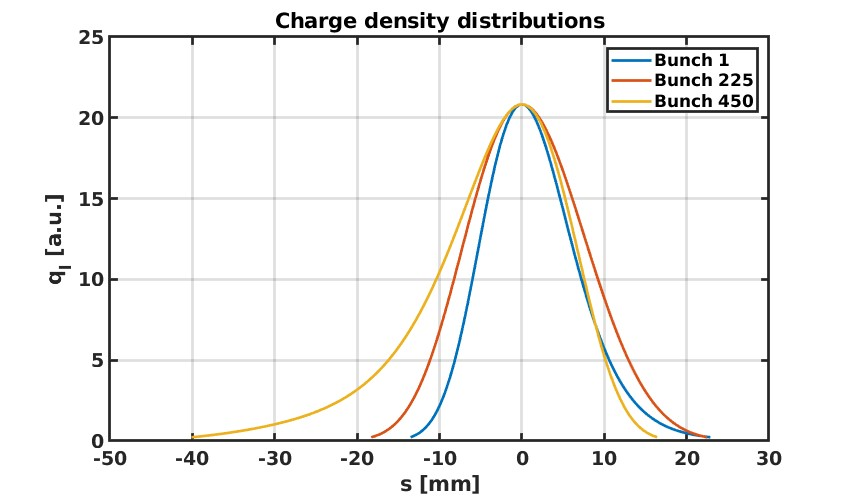 Charge density distributions
25
20
15
10
5
0
q_l [a.u.]
-50 -40 -30 -20 -10 0 10 20 30
s [mm]
Bunch 1
Bunch 225
Bunch 450